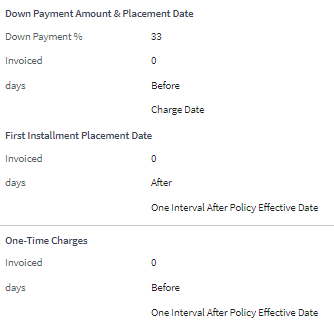 Down Payment Amount & Placement Date
Down Payment % 33
Invoiced 0
days Before
Charge Date
First Installment Placement Date
Invoiced 0
days After
One Interval After Policy Effective Date
One-Time Charges
Invoiced 0
days Before
One Interval After Policy Effective Date